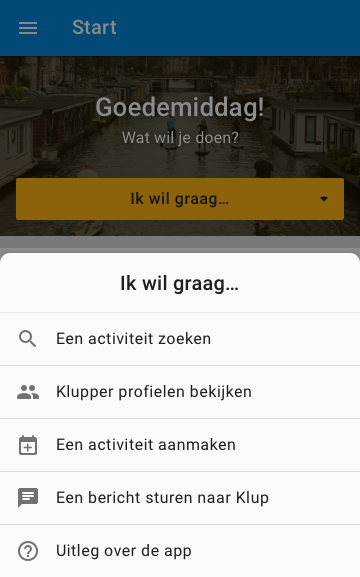 Start
Goedemiddag!
Wat wil je doen?
Ik wil graag...
Ik wil graag...
Een activiteit zoeken
Klupper profielen bekijken
Een activiteit aanmaken
Een bericht sturen naar Klup
Uitleg over de app